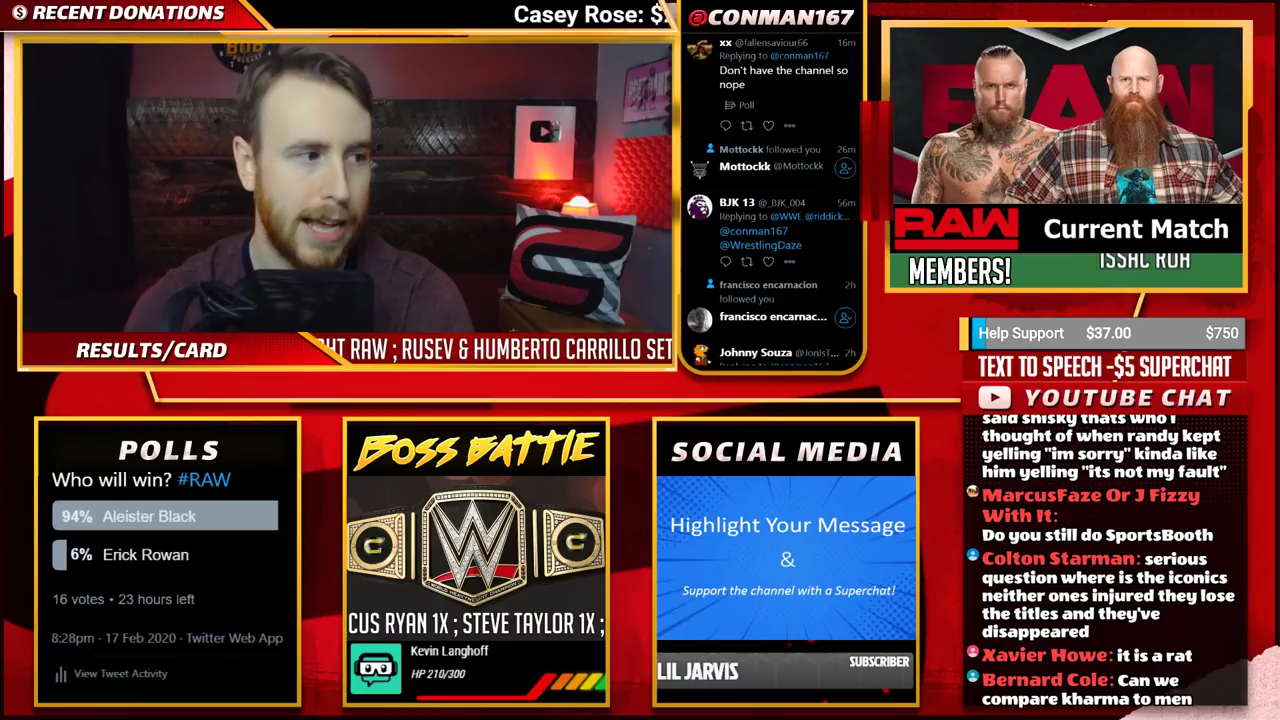 RECENT DONATIONS
Casey Rose: $
@CONMAN167
xx @fallensaviour66 16m
Replying to @conman167
Don't have the channel so
nope
Poll
Mottockk followed you 26m
Mottockk @Mottockk
BJK 13 @_BJK_004 56m
Replying to @WWE @riddick...
@conman167
@WrestlingDaze
francisco encarnacion 2h
followed you
francisco encarnac...
Johnny Souza @JonisT... 2h
RAW
Current Match
MEMBERS!
RESULTS/CARD
HT RAW ; RUSEV & HUMBERTO CARRILLO SET
Help Support $37.00 $750
TEXT TO SPEECH -$5 SUPERCHAT
YOUTUBE CHAT
said snisky thats who i
thought of when randy kept
yelling "im sorry" kinda like
him yelling "its not my fault"
MarcusFaze Or J Fizzy
With It:
Do you still do SportsBooth
Colton Starman: serious
question where is the iconics
neither ones injured they lose
the titles and they've
disappeared
Xavier Howe: it is a rat
Bernard Cole: Can we
compare kharma to men
POLLS
Who will win? #RAW
94% Aleister Black
6% Erick Rowan
16 votes • 23 hours left
8:28pm · 17 Feb 2020 · Twitter Web App
View Tweet Activity
BOSS BATTLE
W
CUS RYAN 1X ; STEVE TAYLOR 1X ;
Kevin Langhoff
HP 210/300
SOCIAL MEDIA
Highlight Your Message
&
Support the channel with a Superchat!
LIL JARVIS
SUBSCRIBER